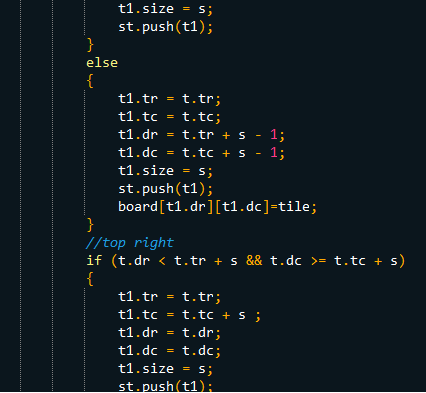 t1.size = s;
st.push(t1);
}
else
{
t1.tr = t.tr;
t1.tc = t.tc;
t1.dr = t.tr + s - 1;
t1.dc = t.tc + s - 1;
t1.size = s;
st.push(t1);
board[t1.dr][t1.dc]=tile;
}
//top right
if (t.dr < t.tr + s && t.dc >= t.tc + s)
{
t1.tr = t.tr;
t1.tc = t.tc + s ;
t1.dr = t.dr;
t1.dc = t.dc;
t1.size = s;
st.push(t1);